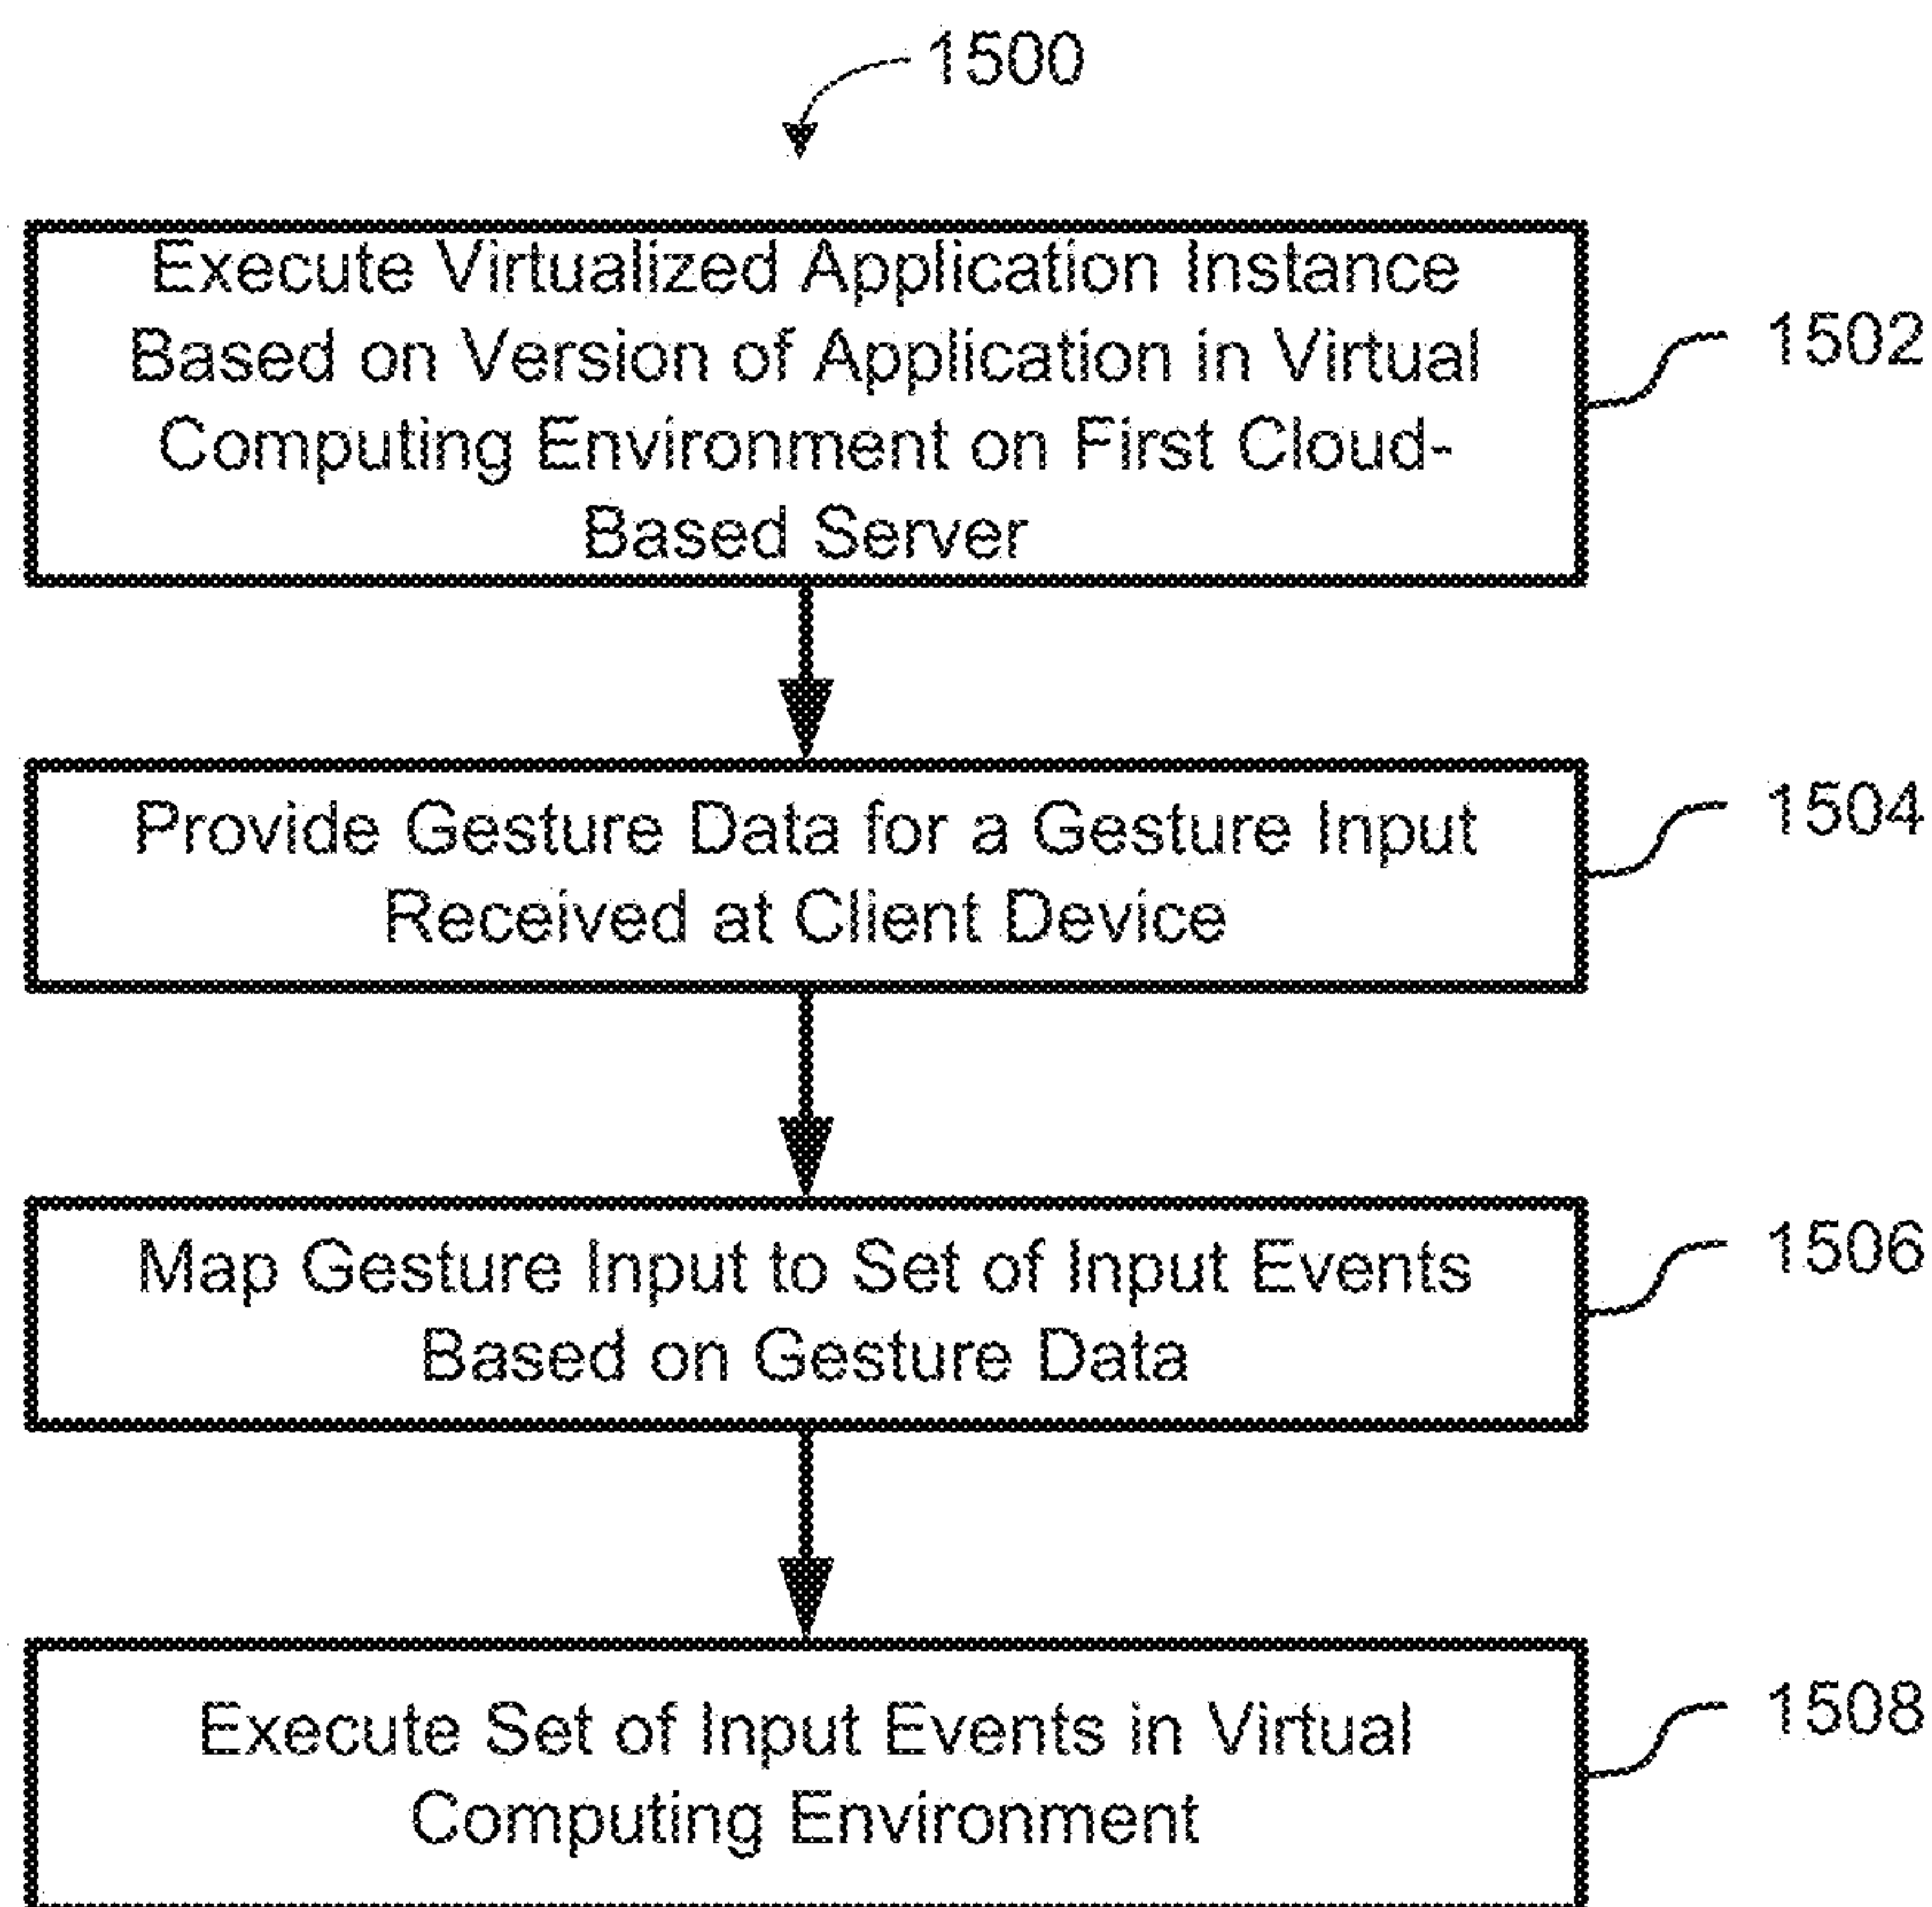 1500
Execute Virtualized Application Instance
Based on Version of Application in Virtual
Computing Environment on First Cloud-
Based Server
1502
Provide Gesture Data for a Gesture Input
Received at Client Device
1504
Map Gesture Input to Set of Input Events
Based on Gesture Data
1506
Execute Set of Input Events in Virtual
Computing Environment
1508